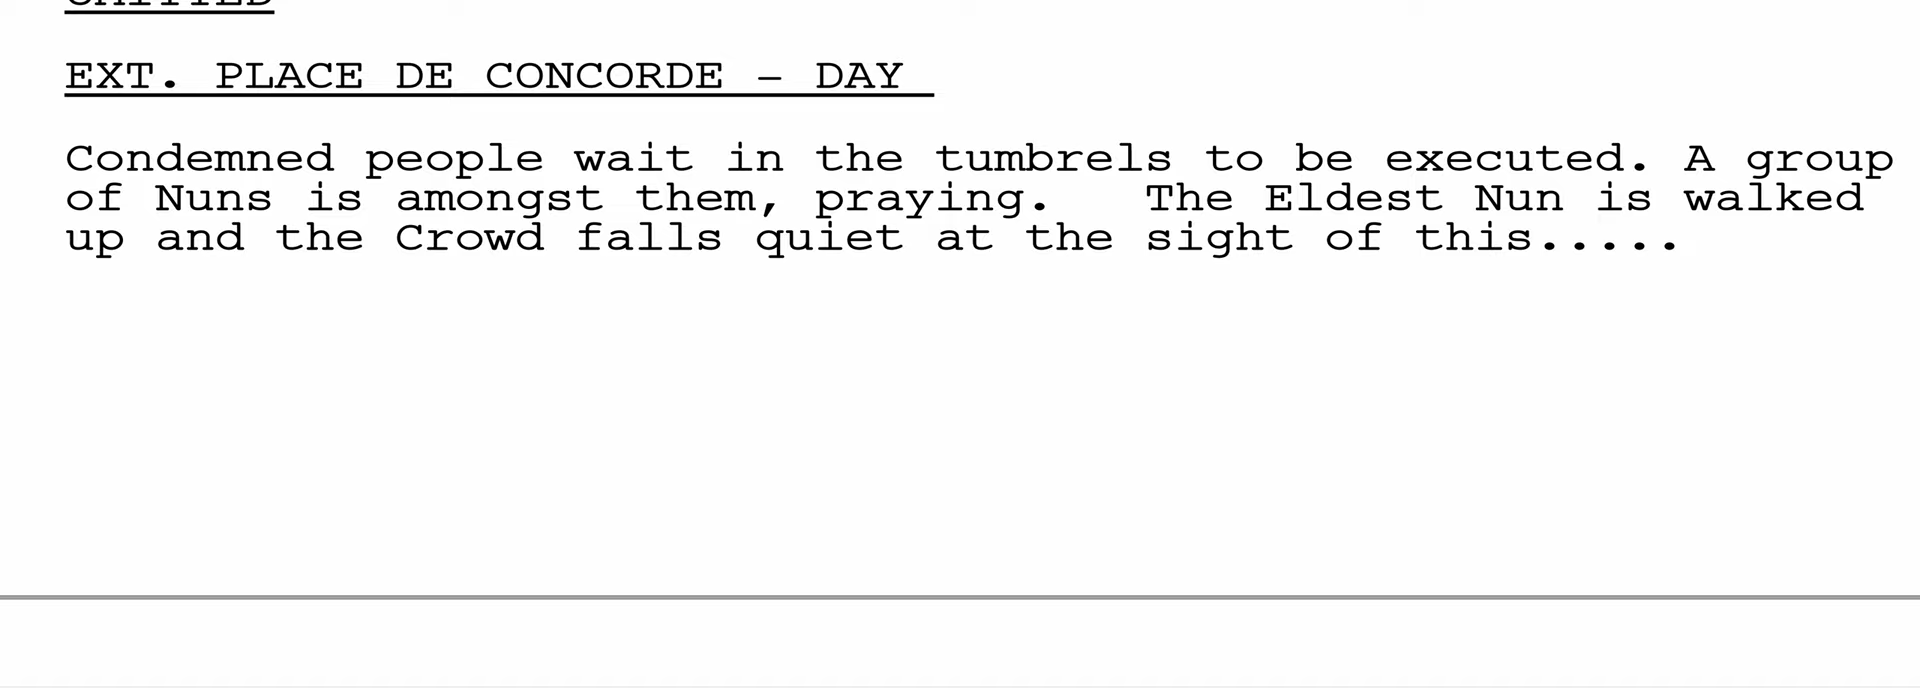 OMITTED
EXT. PLACE DE CONCORDE – DAY
Condemned people wait in the tumbrels to be executed. A group
of Nuns is amongst them, praying.   The Eldest Nun is walked
up and the Crowd falls quiet at the sight of this.....